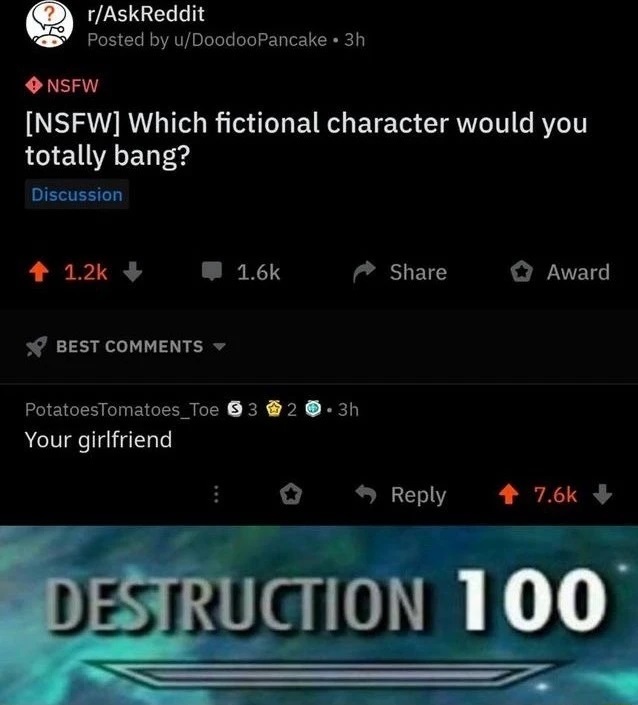 r/AskReddit
Posted by u/DoodooPancake • 3h
NSFW
[NSFW] Which fictional character would you
totally bang?
Discussion
1.2k 1.6k Share Award
BEST COMMENTS
PotatoesTomatoes_Toe S 3 2 • 3h
Your girlfriend
Reply 7.6k
DESTRUCTION 100